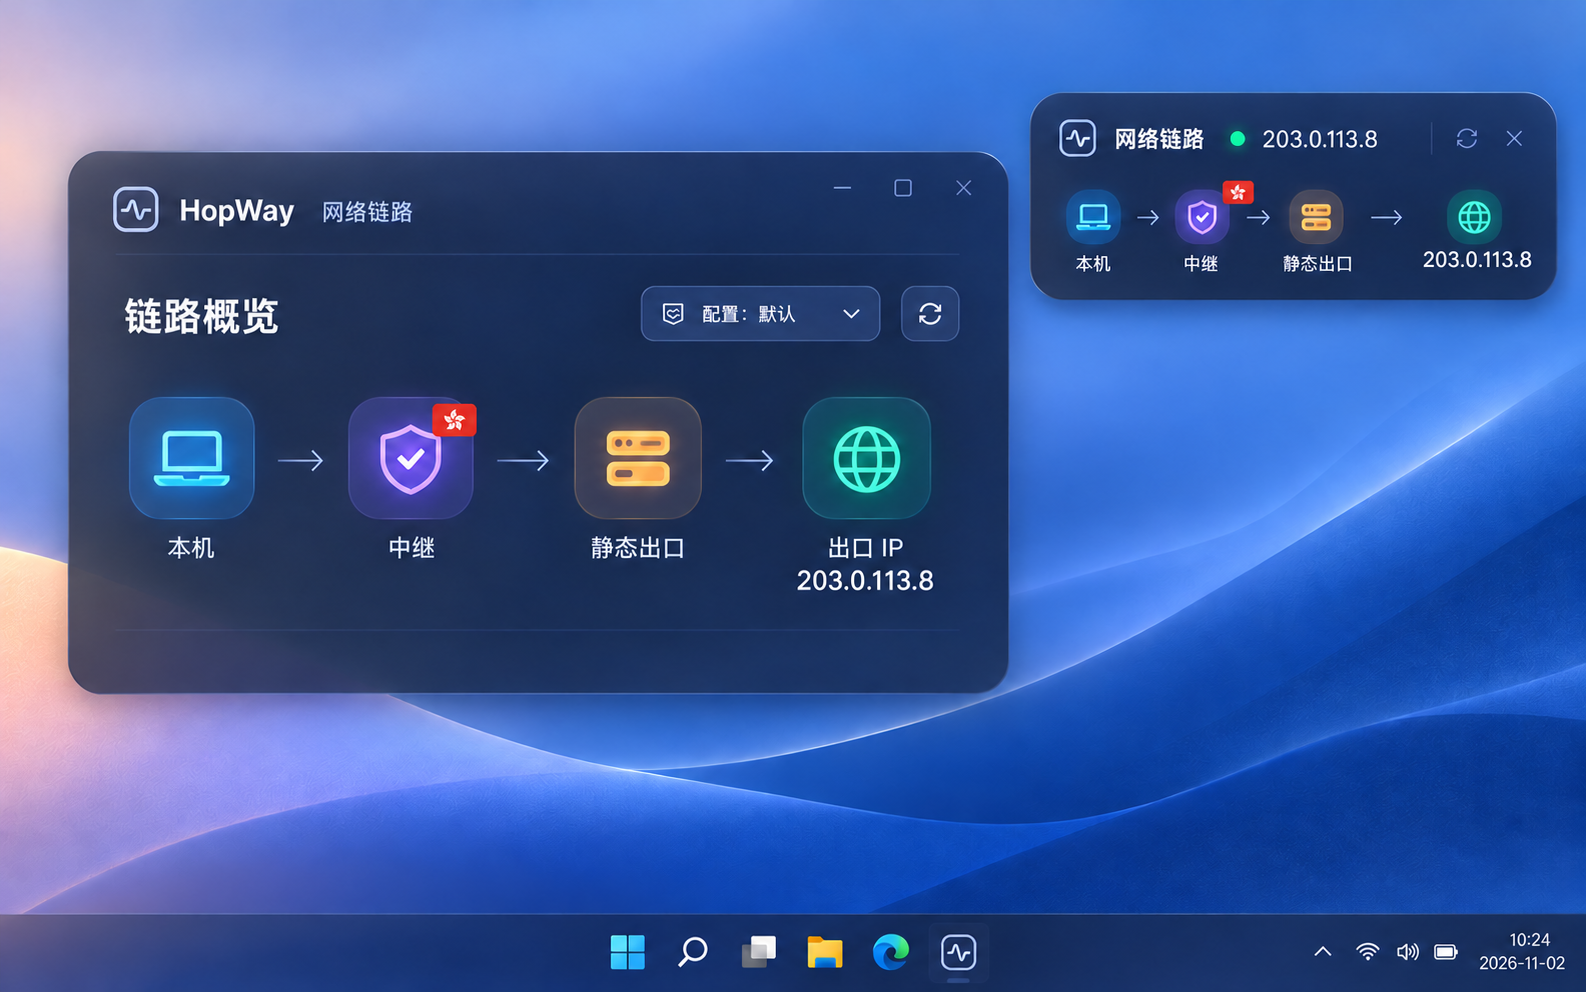 HopWay 网络链路
链路概览
配置：默认
本机
中继
静态出口
出口 IP
203.0.113.8
网络链路 203.0.113.8
本机
中继
静态出口
203.0.113.8
10:24
2026-11-02